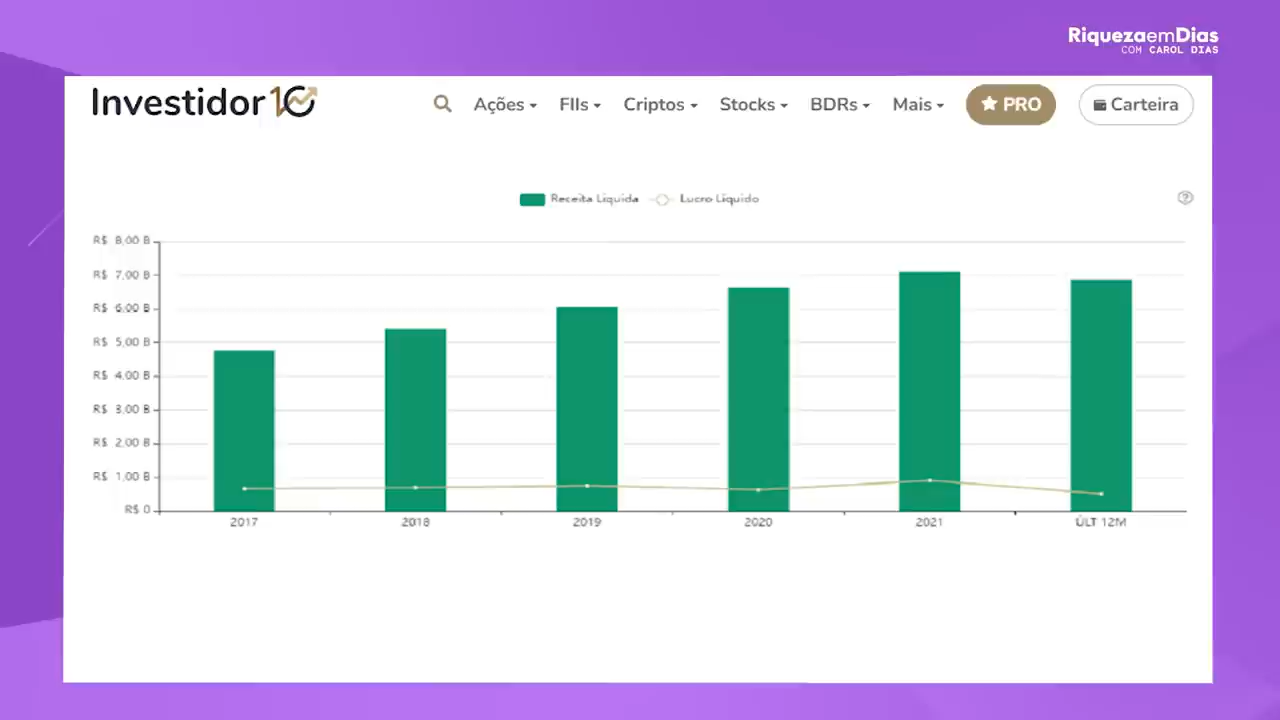 RiquezaemDias
COM CAROL DIAS
Investidor 10
Ações
FIIs
Criptos
Stocks
BDRs
Mais
PRO
Carteira
Receita Líquida
Lucro Líquido
R$ 8,00 B
R$ 7,00 B
R$ 6,00 B
R$ 5,00 B
R$ 4,00 B
R$ 3,00 B
R$ 2,00 B
R$ 1,00 B
R$ 0
2017 2018 2019 2020 2021 ÚLT 12M